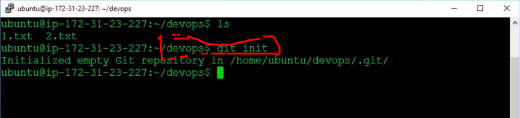 ubuntu@ip-172-31-23-227:~/devops$ ls
1.txt  2.txt
ubuntu@ip-172-31-23-227:~/devops$ git init
Initialized empty Git repository in /home/ubuntu/devops/.git/
ubuntu@ip-172-31-23-227:~/devops$